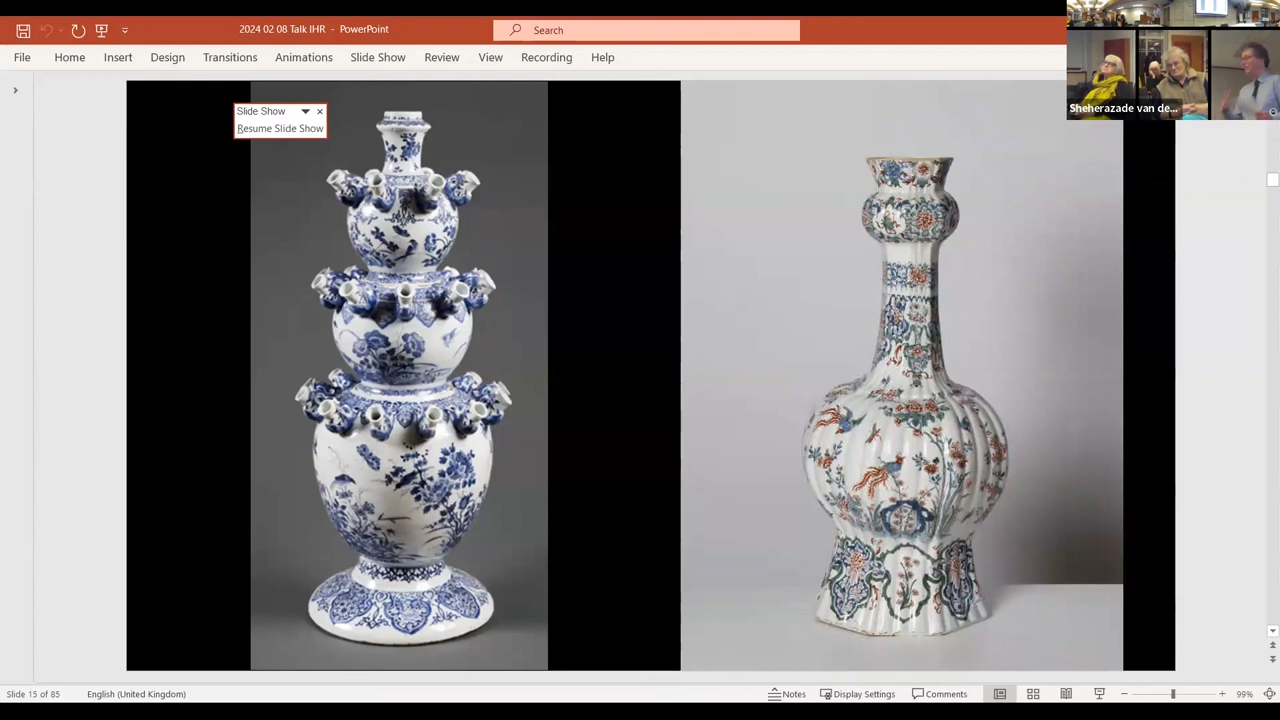 2024 02 08 Talk IHR - PowerPoint
Search
File Home Insert Design Transitions Animations Slide Show Review View Recording Help
Sheherazade van de...
Slide Show
Resume Slide Show
Slide 15 of 85
English (United Kingdom)
Notes
Display Settings
Comments
99%